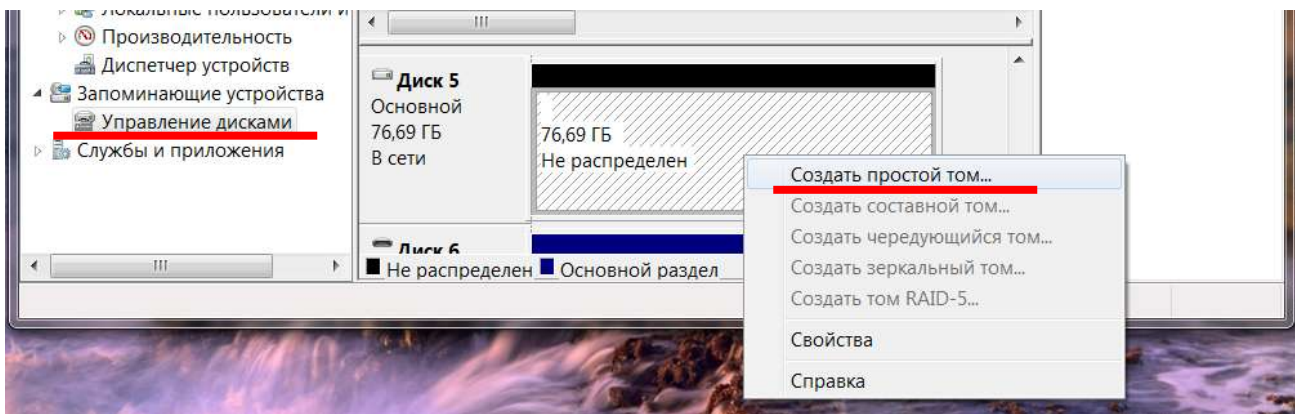 Локальные пользователи и
Производительность
Диспетчер устройств
Запоминающие устройства
Управление дисками
Службы и приложения
Диск 5
Основной
76,69 ГБ
В сети
76,69 ГБ
Не распределен
Диск 6
Не распределен
Основной раздел
Создать простой том...
Создать составной том...
Создать чередующийся том...
Создать зеркальный том...
Создать том RAID-5...
Свойства
Справка